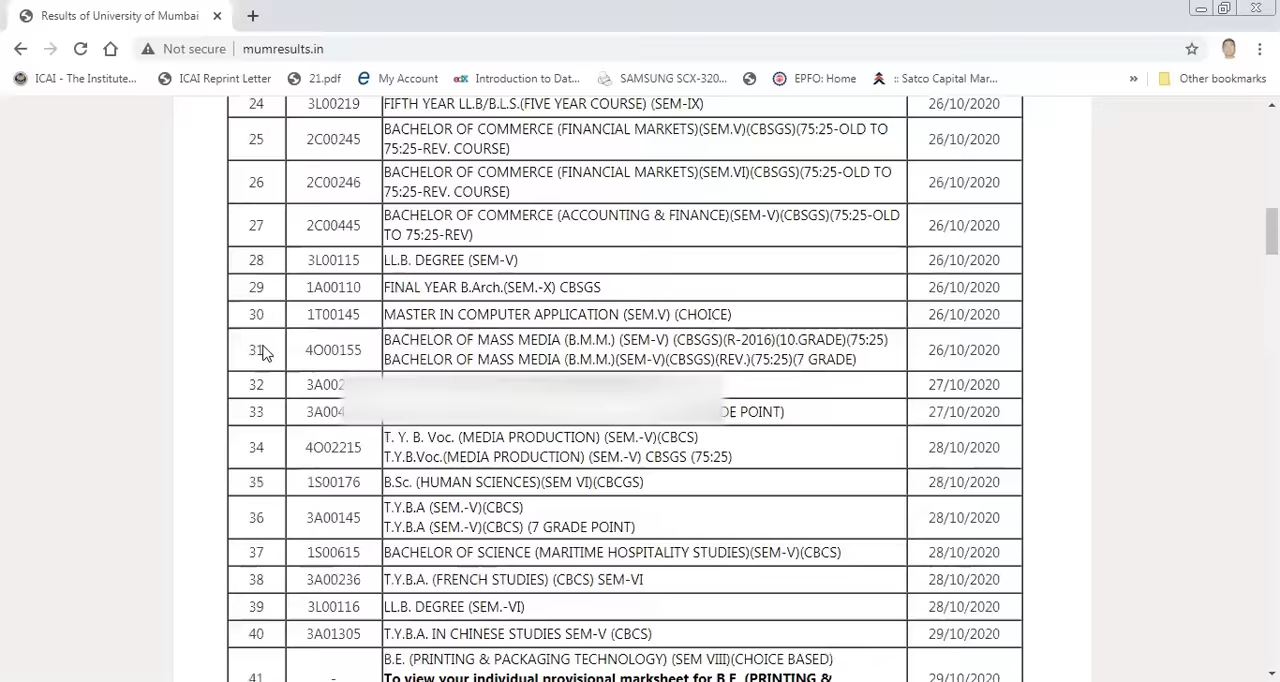 Results of University of Mumbai
Not secure mumresults.in
ICAI - The Institute... ICAI Reprint Letter 21.pdf My Account Introduction to Dat... SAMSUNG SCX-320... EPFO: Home :: Satco Capital Mar... » Other bookmarks
24 3L00219 FIFTH YEAR LL.B/B.L.S.(FIVE YEAR COURSE) (SEM-IX) 26/10/2020
25 2C00245 BACHELOR OF COMMERCE (FINANCIAL MARKETS)(SEM.V)(CBSGS)(75:25-OLD TO 26/10/2020
75:25-REV. COURSE)
26 2C00246 BACHELOR OF COMMERCE (FINANCIAL MARKETS)(SEM.VI)(CBSGS)(75:25-OLD TO 26/10/2020
75:25-REV. COURSE)
27 2C00445 BACHELOR OF COMMERCE (ACCOUNTING & FINANCE)(SEM-V)(CBSGS)(75:25-OLD 26/10/2020
TO 75:25-REV)
28 3L00115 LL.B. DEGREE (SEM-V) 26/10/2020
29 1A00110 FINAL YEAR B.Arch.(SEM.-X) CBSGS 26/10/2020
30 1T00145 MASTER IN COMPUTER APPLICATION (SEM.V) (CHOICE) 26/10/2020
31 4O00155 BACHELOR OF MASS MEDIA (B.M.M.) (SEM-V) (CBSGS)(R-2016)(10.GRADE)(75:25) 26/10/2020
BACHELOR OF MASS MEDIA (B.M.M.)(SEM-V)(CBSGS)(REV.)(75:25)(7 GRADE)
32 27/10/2020
33 POINT) 27/10/2020
34 4O02215 T. Y. B. Voc. (MEDIA PRODUCTION) (SEM.-V)(CBCS) 28/10/2020
T.Y.B.Voc.(MEDIA PRODUCTION) (SEM.-V) CBSGS (75:25)
35 1S00176 B.Sc. (HUMAN SCIENCES)(SEM VI)(CBCGS) 28/10/2020
36 3A00145 T.Y.B.A (SEM.-V)(CBCS) 28/10/2020
T.Y.B.A (SEM.-V)(CBCS) (7 GRADE POINT)
37 1S00615 BACHELOR OF SCIENCE (MARITIME HOSPITALITY STUDIES)(SEM-V)(CBCS) 28/10/2020
38 3A00236 T.Y.B.A. (FRENCH STUDIES) (CBCS) SEM-VI 28/10/2020
39 3L00116 LL.B. DEGREE (SEM.-VI) 28/10/2020
40 3A01305 T.Y.B.A. IN CHINESE STUDIES SEM-V (CBCS) 29/10/2020
41 - B.E. (PRINTING & PACKAGING TECHNOLOGY) (SEM VIII)(CHOICE BASED) 29/10/2020
To view your individual provisional marksheet for B.E. (PRINTING &